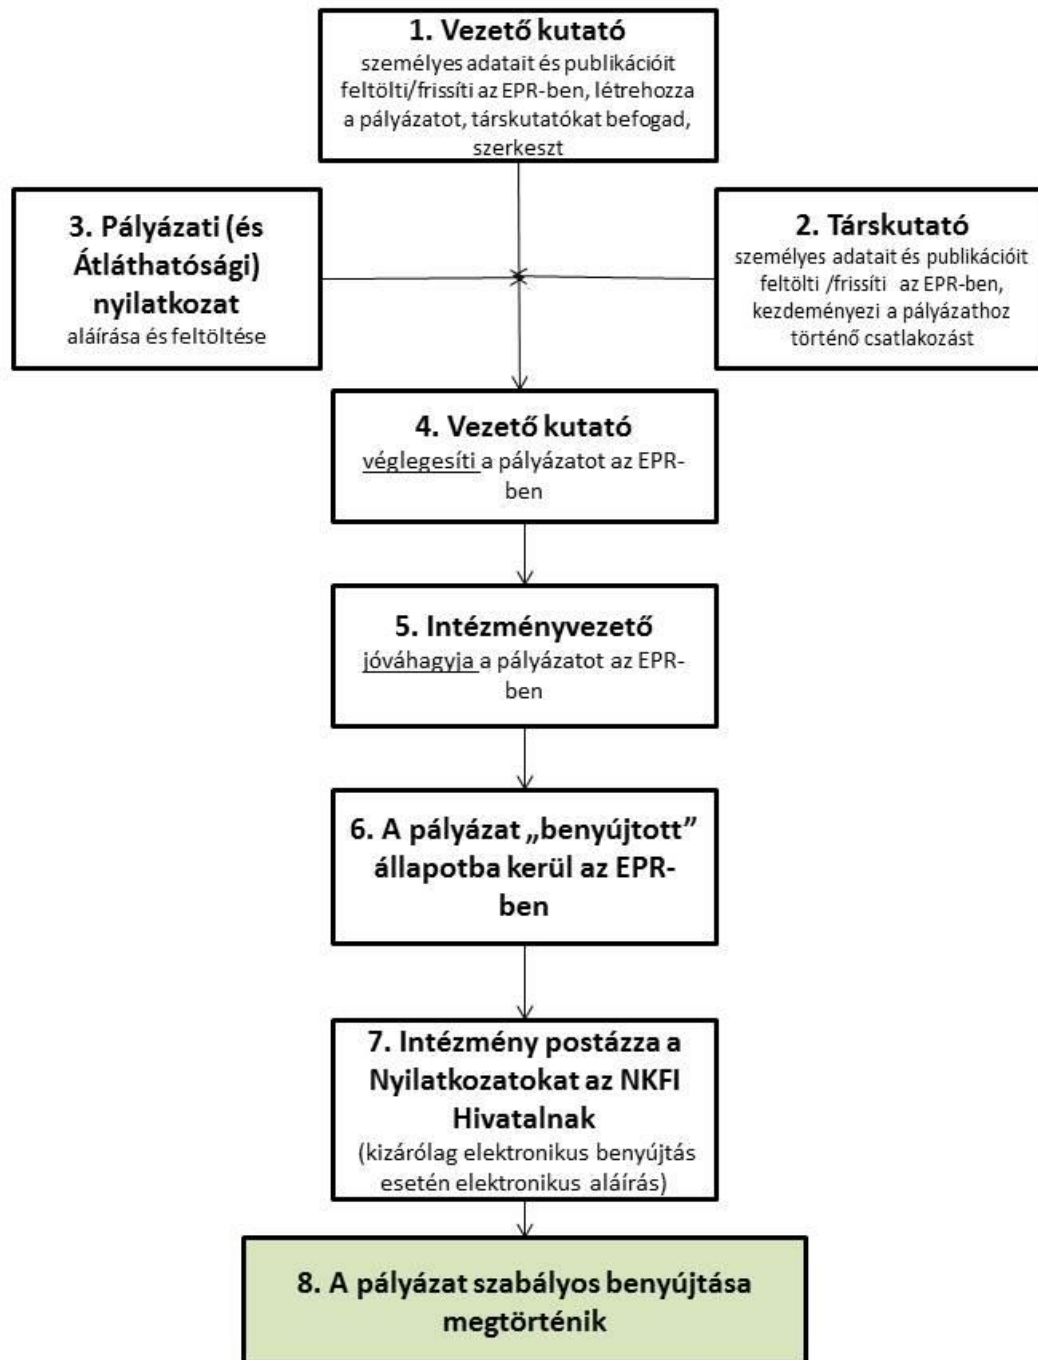 1. Vezető kutató
személyes adatait és publikációit
feltölti/frissíti az EPR-ben, létrehozza
a pályázatot, társkutatókat befogad,
szerkeszt
2. Társkutató
személyes adatait és publikációit
feltölti /frissíti az EPR-ben,
kezdeményezi a pályázathoz
történő csatlakozást
3. Pályázati (és
Átláthatósági)
nyilatkozat
aláírása és feltöltése
4. Vezető kutató
véglegesíti a pályázatot az EPR-
ben
5. Intézményvezető
jóváhagyja a pályázatot az EPR-
ben
6. A pályázat „benyújtott”
állapotba kerül az EPR-
ben
7. Intézmény postázza a
Nyilatkozatokat az NKFI
Hivatalnak
(kizárólag elektronikus benyújtás
esetén elektronikus aláírás)
8. A pályázat szabályos benyújtása
megtörténik